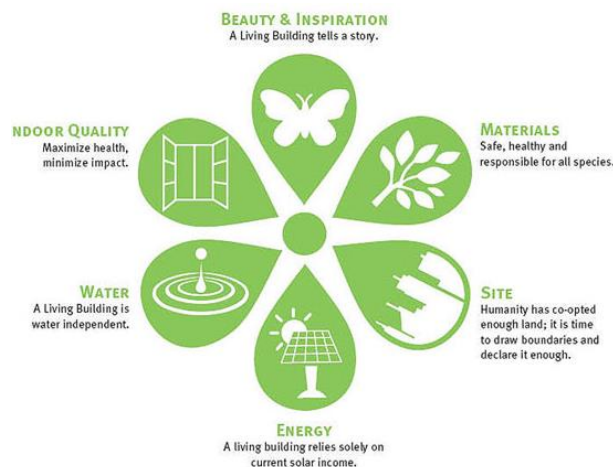 BEAUTY & INSPIRATION
A Living Building tells a story.
NDOOR QUALITY
Maximize health,
minimize impact.
MATERIALS
Safe, healthy and
responsible for all species.
WATER
A Living Building is
water independent.
SITE
Humanity has co-opted
enough land; it is time
to draw boundaries and
declare it enough.
ENERGY
A living building relies solely on
current solar income.